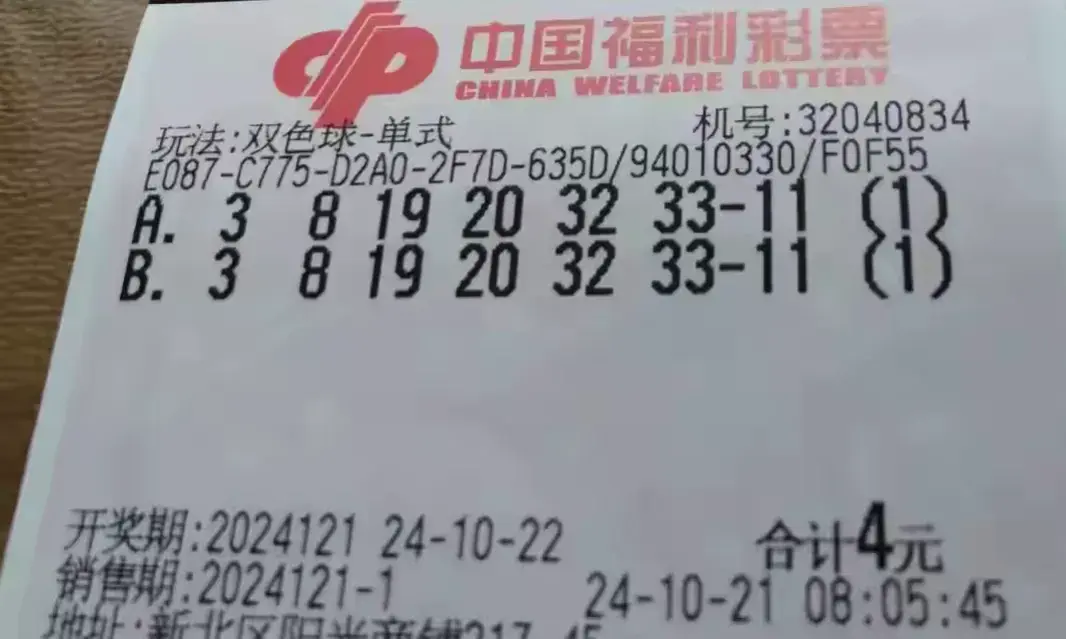 中国福利彩票
CHINA WELFARE LOTTERY
玩法:双色球-单式 机号:32040834
E087-C775-D2A0-2F7D-635D/94010330/F0F55
A. 3 8 19 20 32 33-11 (1)
B. 3 8 19 20 32 33-11 (1)
开奖期:2024121 24-10-22 合计4元
销售期:2024121-1 24-10-21 08:05:45
地址:新北区阳光商铺217-45